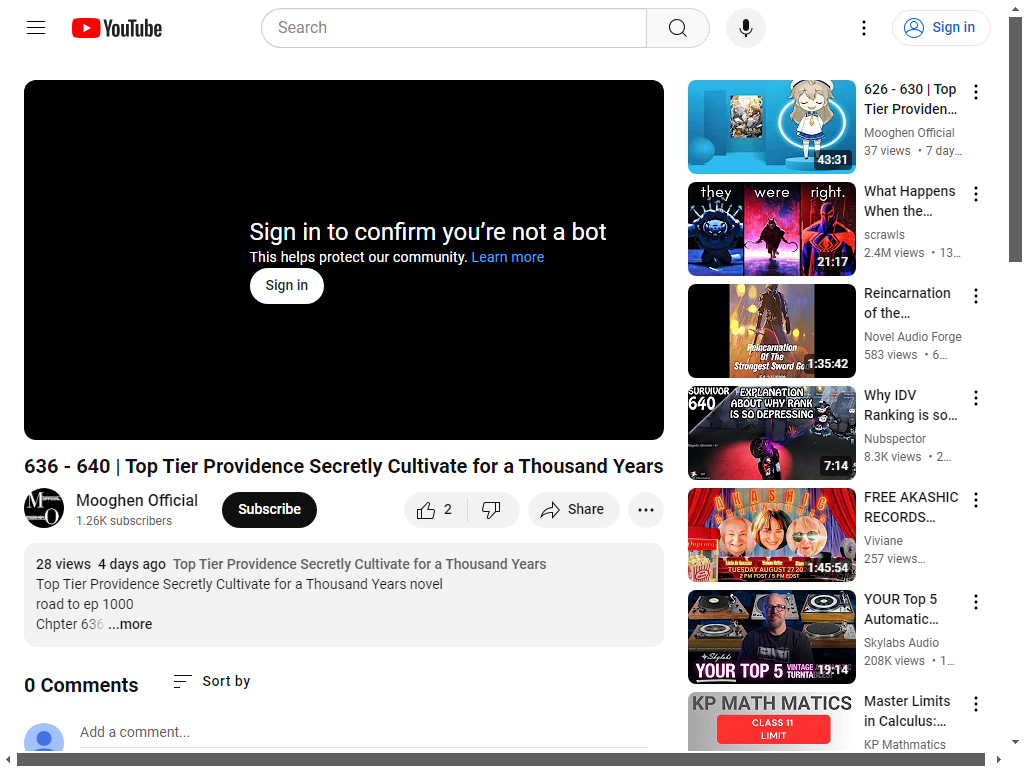 YouTube
Search
Sign in
Sign in to confirm you’re not a bot
This helps protect our community. Learn more
Sign in
636 - 640 | Top Tier Providence Secretly Cultivate for a Thousand Years
Mooghen Official
1.26K subscribers
Subscribe
2
Share
28 views 4 days ago Top Tier Providence Secretly Cultivate for a Thousand Years
Top Tier Providence Secretly Cultivate for a Thousand Years novel
road to ep 1000
Chpter 636 ...more
0 Comments
Sort by
Add a comment...
43:31
626 - 630 | Top
Tier Providen...
Mooghen Official
37 views • 7 day...
they were right.
21:17
What Happens
When the...
scrawls
2.4M views • 13...
Reincarnation
Of The
Strongest Sword God
1:35:42
Reincarnation
of the...
Novel Audio Forge
583 views • 6...
SURVIVOR
640
EXPLANATION
ABOUT WHY RANK
IS SO DEPRESSING
7:14
Why IDV
Ranking is so...
Nubspector
8.3K views • 2...
AKASHIC
TUESDAY AUGUST 27 20
2 PM PDST / 5 PM EDST
1:45:54
FREE AKASHIC
RECORDS...
Viviane
257 views...
Skylabs
YOUR TOP 5 VINTAGE
19:14
YOUR Top 5
Automatic...
Skylabs Audio
208K views • 1...
KP MATH MATICS
CLASS 11
LIMIT
Master Limits
in Calculus:...
KP Mathmatics